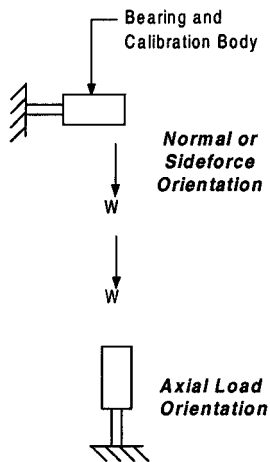 Bearing and
Calibration Body
Normal or
Sideforce
Orientation
W
W
Axial Load
Orientation